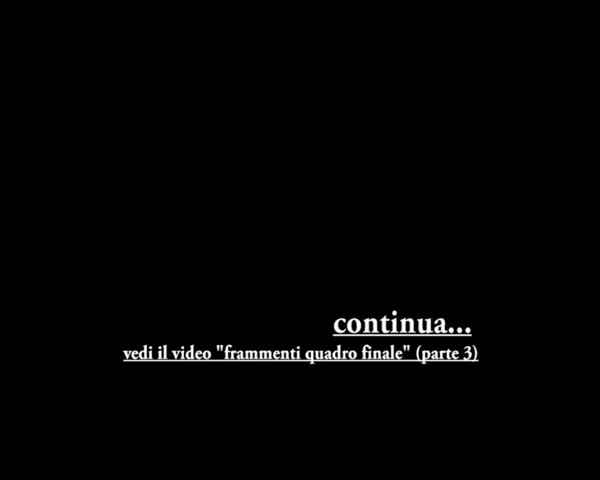 continua...
vedi il video "frammenti quadro finale" (parte 3)